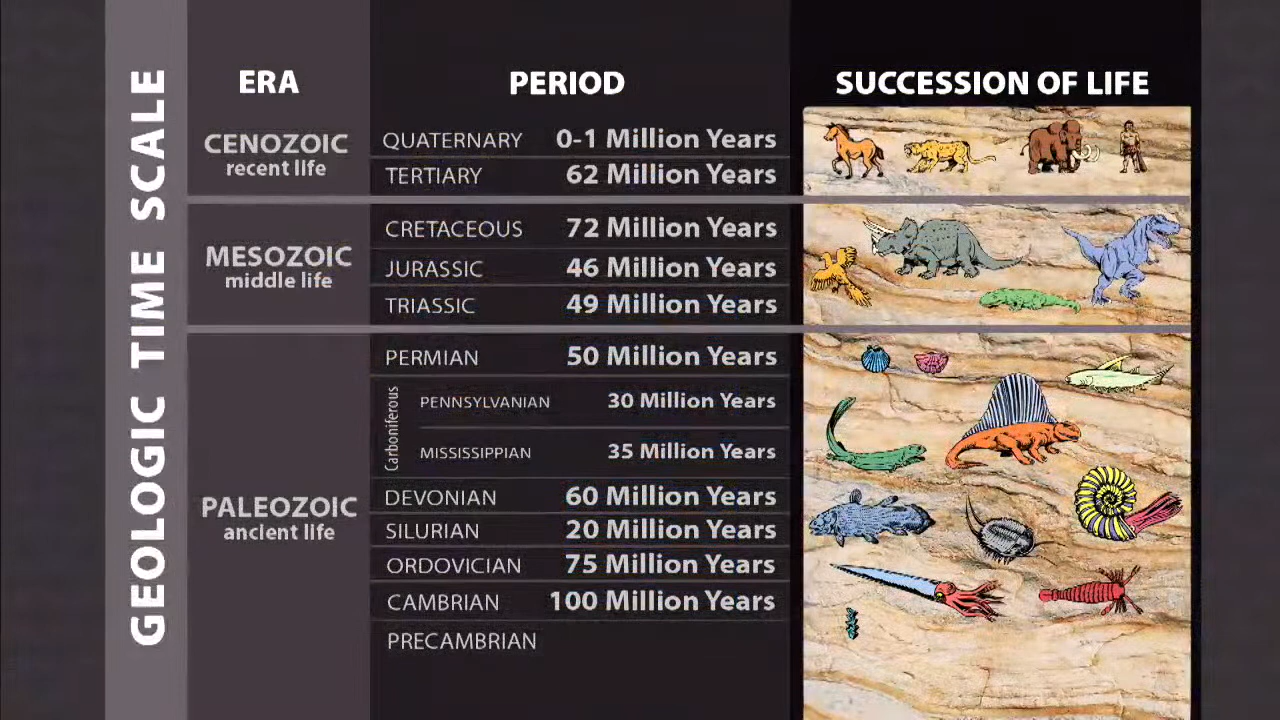 GEOLOGIC TIME SCALE
ERA
PERIOD
SUCCESSION OF LIFE
CENOZOIC
recent life
QUATERNARY 0-1 Million Years
TERTIARY 62 Million Years
MESOZOIC
middle life
CRETACEOUS 72 Million Years
JURASSIC 46 Million Years
TRIASSIC 49 Million Years
PALEOZOIC
ancient life
PERMIAN 50 Million Years
Carboniferous
PENNSYLVANIAN 30 Million Years
MISSISSIPPIAN 35 Million Years
DEVONIAN 60 Million Years
SILURIAN 20 Million Years
ORDOVICIAN 75 Million Years
CAMBRIAN 100 Million Years
PRECAMBRIAN